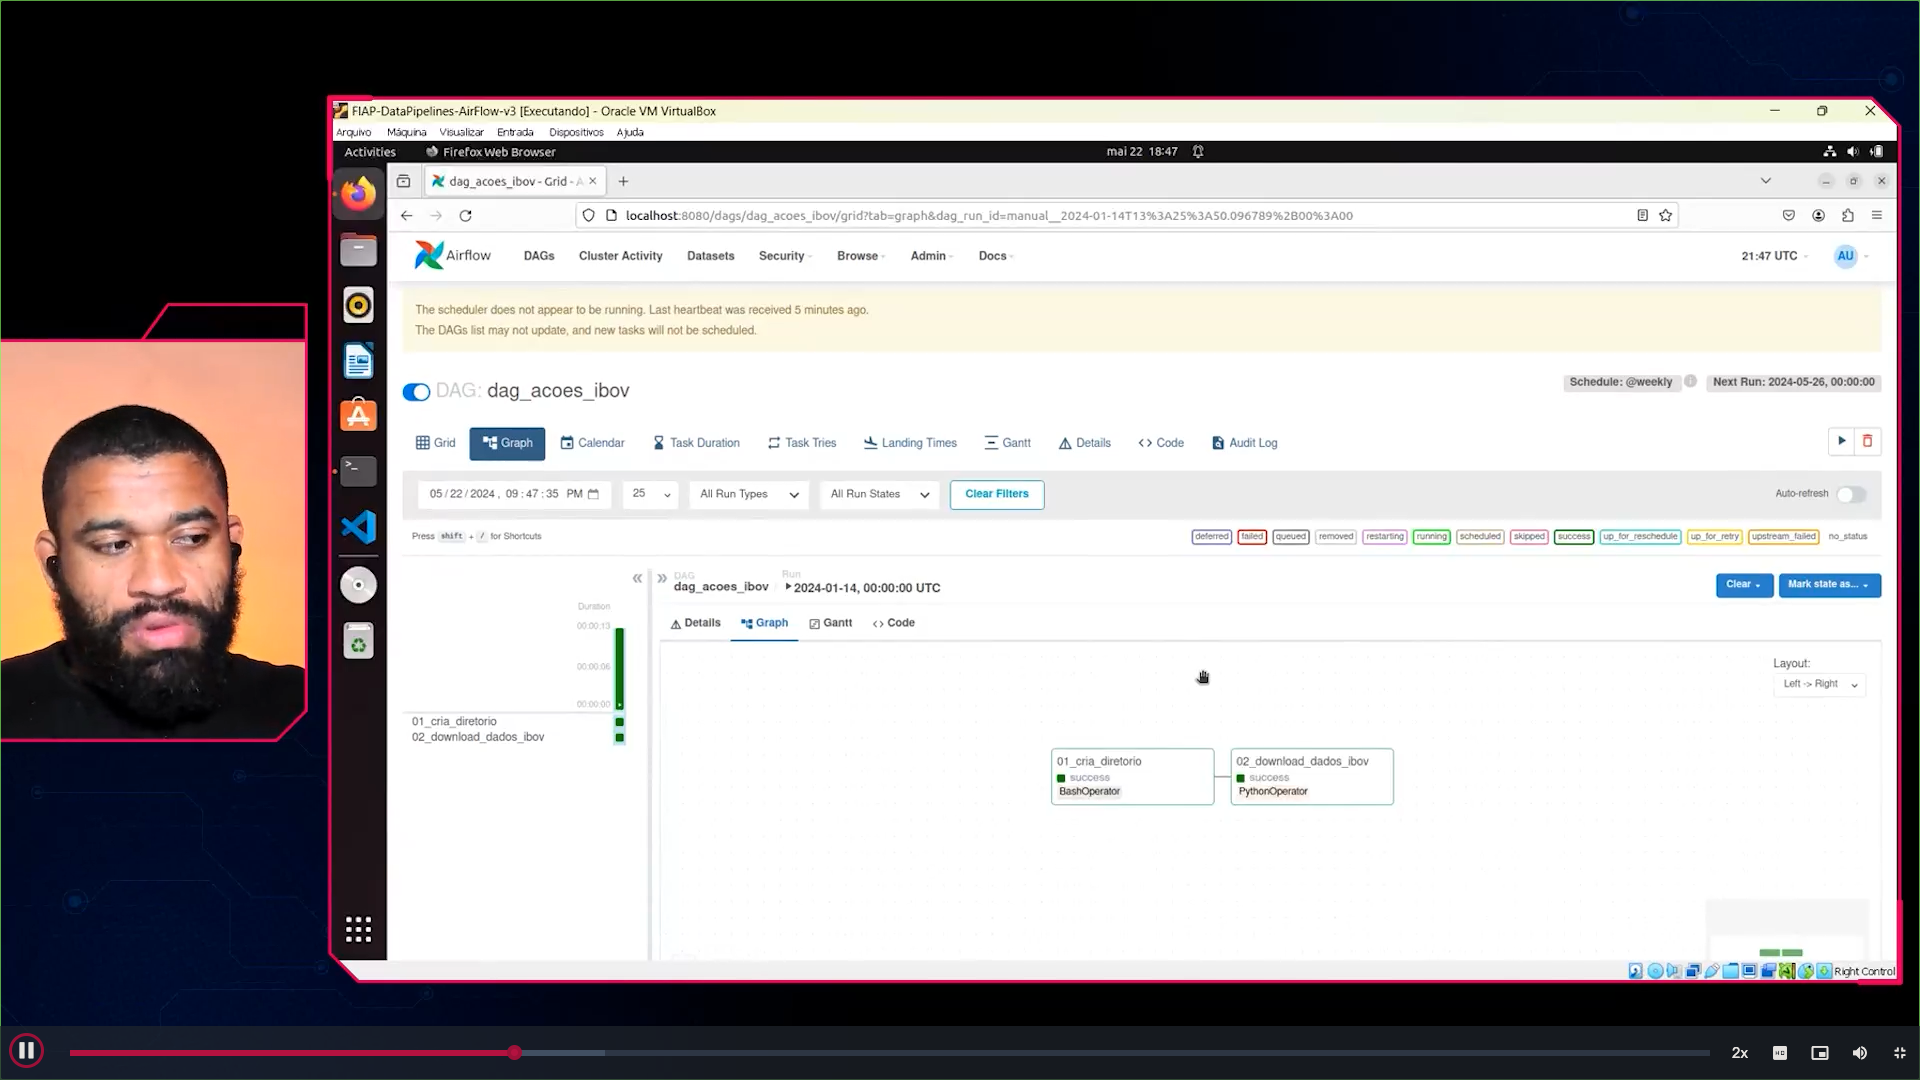 FIAP-DataPipelines-AirFlow-v3 [Executando] - Oracle VM VirtualBox
Arquivo Máquina Visualizar Entrada Dispositivos Ajuda
Activities Firefox Web Browser mai 22 18:47
dag_acoes_ibov - Grid - A
localhost:8080/dags/dag_acoes_ibov/grid?tab=graph&dag_run_id=manual__2024-01-14T13%3A25%3A50.096789%2B00%3A00
Airflow DAGs Cluster Activity Datasets Security Browse Admin Docs 21:47 UTC AU
The scheduler does not appear to be running. Last heartbeat was received 5 minutes ago.
The DAGs list may not update, and new tasks will not be scheduled.
DAG: dag_acoes_ibov Schedule: @weekly Next Run: 2024-05-26, 00:00:00
Grid Graph Calendar Task Duration Task Tries Landing Times Gantt Details Code Audit Log
05/22/2024, 09:47:35 PM 25 All Run Types All Run States Clear Filters Auto-refresh
Press shift + / for Shortcuts deferred failed queued removed restarting running scheduled skipped success up_for_reschedule up_for_retry upstream_failed no_status
DAG Run
dag_acoes_ibov 2024-01-14, 00:00:00 UTC Clear Mark state as...
Duration
00:00:13
00:00:06
00:00:00
01_cria_diretorio
02_download_dados_ibov
Details Graph Gantt Code
Layout:
Left -> Right
01_cria_diretorio
success
BashOperator
02_download_dados_ibov
success
PythonOperator
Right Control
2x HD